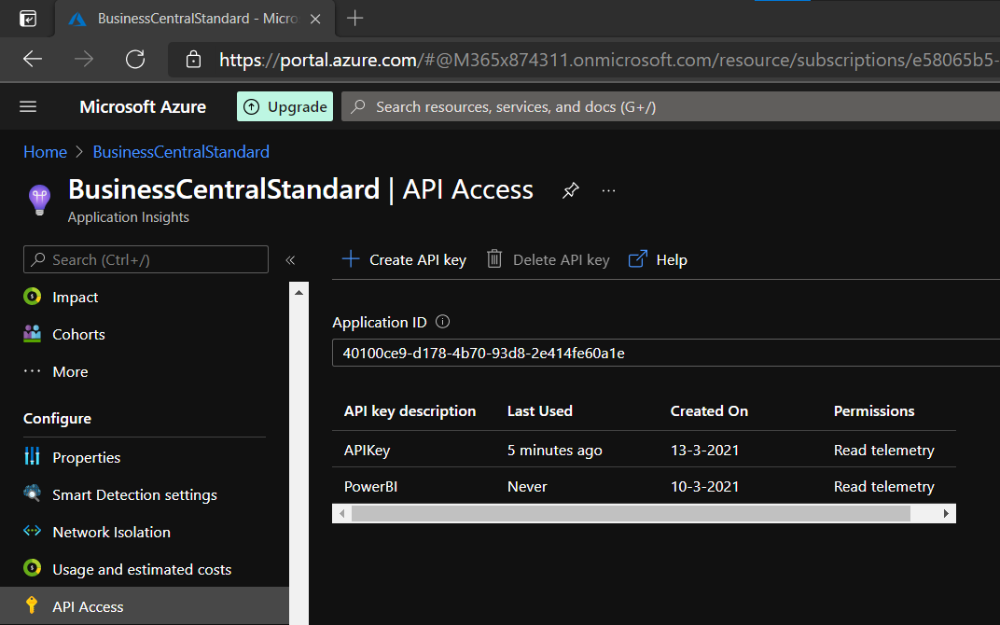 BusinessCentralStandard - Micro
https://portal.azure.com/#@M365x874311.onmicrosoft.com/resource/subscriptions/e58065b5-
Microsoft Azure
Upgrade
Search resources, services, and docs (G+/)
Home > BusinessCentralStandard
BusinessCentralStandard | API Access
Application Insights
Search (Ctrl+/)
«
Impact
Cohorts
More
Configure
Properties
Smart Detection settings
Network Isolation
Usage and estimated costs
API Access
Create API key
Delete API key
Help
Application ID
40100ce9-d178-4b70-93d8-2e414fe60a1e
API key description Last Used Created On Permissions
APIKey 5 minutes ago 13-3-2021 Read telemetry
PowerBI Never 10-3-2021 Read telemetry